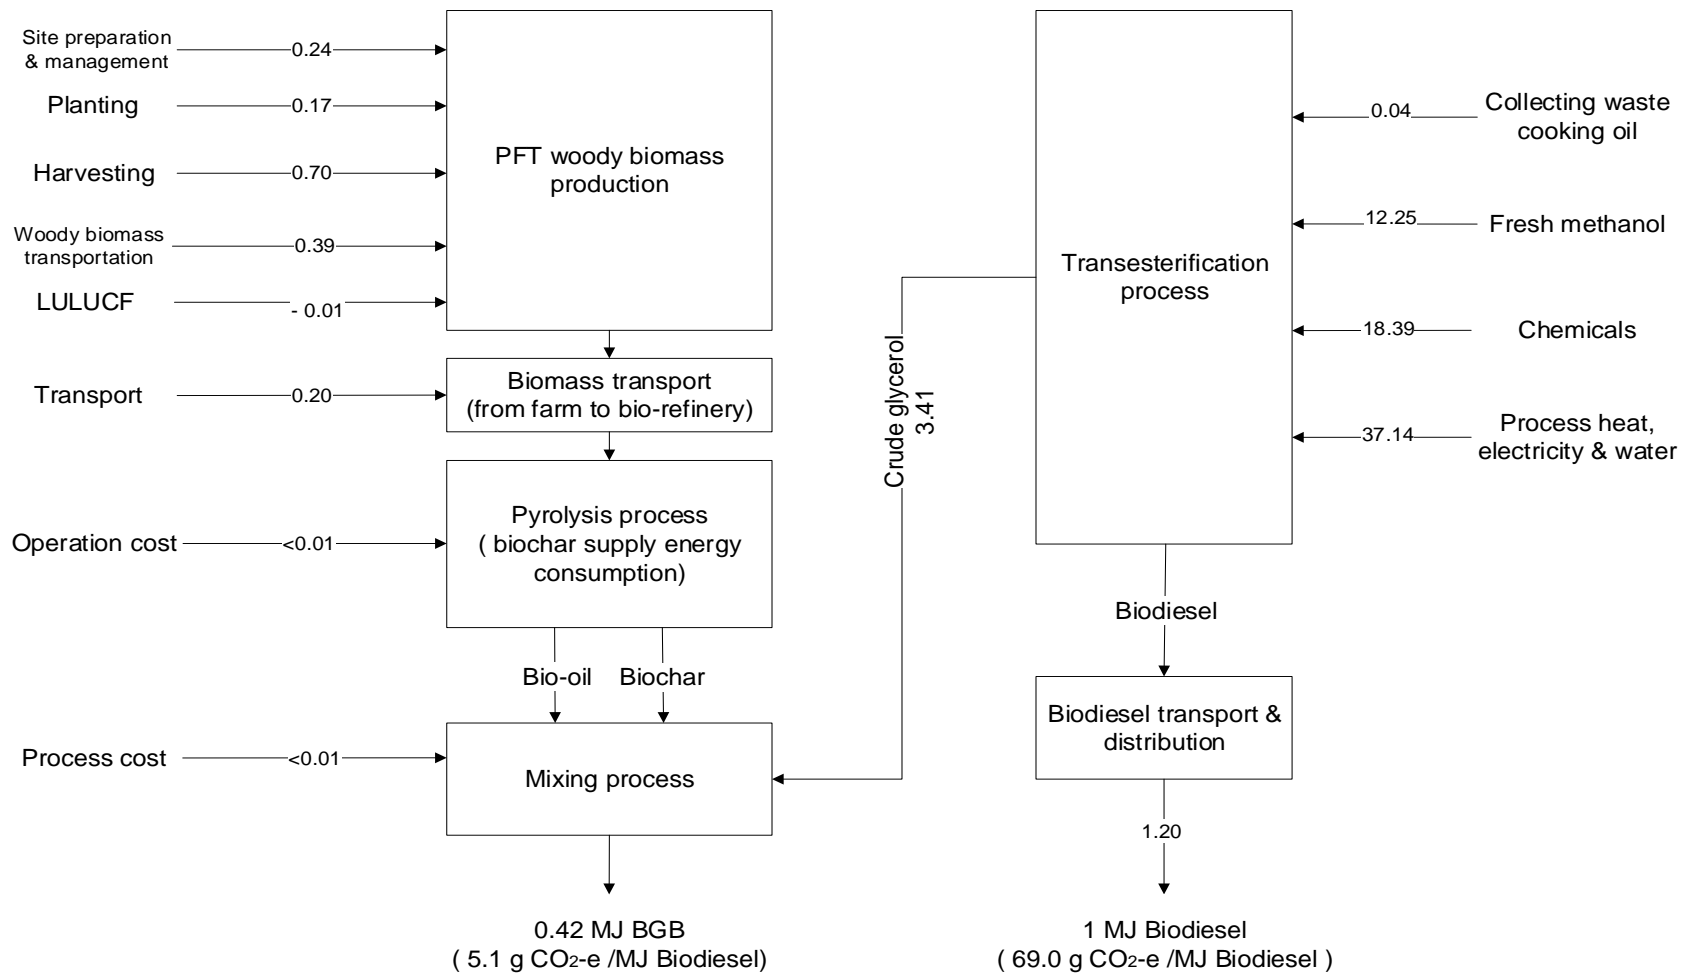 Site preparation
& management
0.24
Planting
0.17
Harvesting
0.70
Woody biomass
transportation
0.39
LULUCF
- 0.01
PFT woody biomass
production
Transport
0.20
Biomass transport
(from farm to bio-refinery)
Operation cost
<0.01
Pyrolysis process
( biochar supply energy
consumption)
Bio-oil
Biochar
Process cost
<0.01
Mixing process
0.42 MJ BGB
( 5.1 g CO2-e /MJ Biodiesel)
Crude glycerol
3.41
Transesterification
process
0.04
Collecting waste
cooking oil
12.25
Fresh methanol
18.39
Chemicals
37.14
Process heat,
electricity & water
Biodiesel
Biodiesel transport &
distribution
1.20
1 MJ Biodiesel
( 69.0 g CO2-e /MJ Biodiesel )